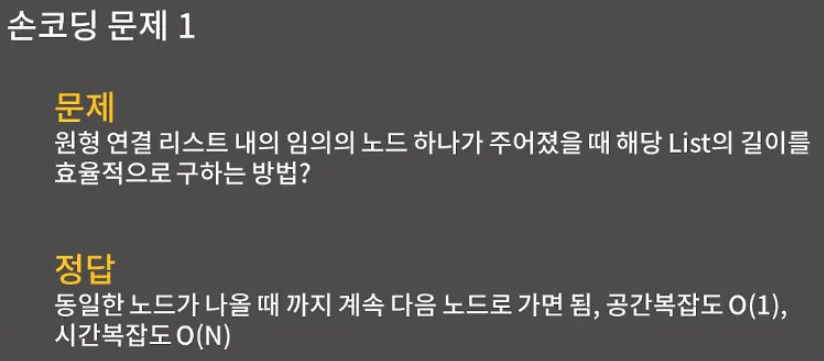 손코딩 문제 1
문제
원형 연결 리스트 내의 임의의 노드 하나가 주어졌을 때 해당 List의 길이를
효율적으로 구하는 방법?
정답
동일한 노드가 나올 때 까지 계속 다음 노드로 가면 됨, 공간복잡도 O(1),
시간복잡도 O(N)